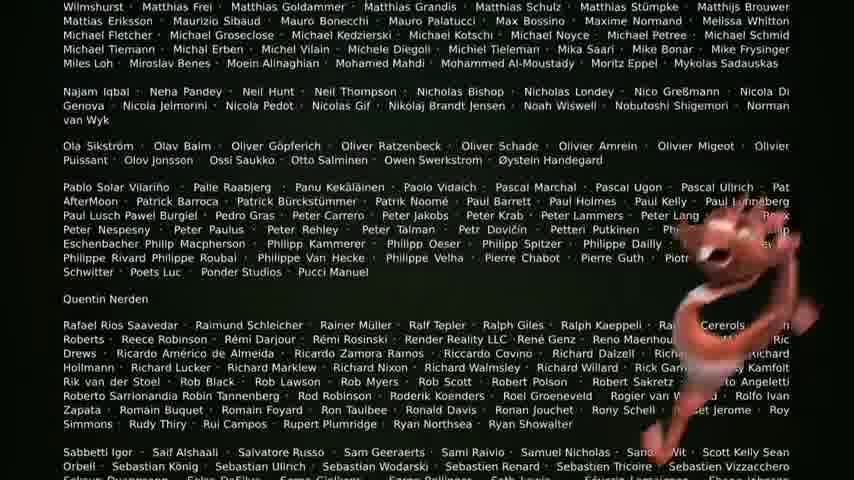 Wilmshurst · Matthias Frei · Matthias Goldammer · Matthias Grandis · Matthias Schulz · Matthias Stümpke · Matthijs Brouwer
Mattias Eriksson · Maurizio Sibaud · Mauro Bonecchi · Mauro Palatucci · Max Bossino · Maxime Normand · Melissa Whitton
Michael Fletcher · Michael Groseclose · Michael Kedzierski · Michael Kotschi · Michael Noyce · Michael Petree · Michael Schmid
Michael Tiemann · Michal Erben · Michel Vilain · Michele Diegoli · Michiel Tieleman · Mika Saari · Mike Bonar · Mike Frysinger
Miles Loh · Miroslav Benes · Moein Alinaghian · Mohamed Mahdi · Mohammed Al-Moustady · Moritz Eppel · Mykolas Sadauskas
Najam Iqbal · Neha Pandey · Neil Hunt · Neil Thompson · Nicholas Bishop · Nicholas Londey · Nico Greßmann · Nicola Di
Genova · Nicola Jelmorini · Nicola Pedot · Nicolas Gif · Nikolaj Brandt Jensen · Noah Wiswell · Nobutoshi Shigemori · Norman
van Wyk
Ola Sikström · Olav Balm · Oliver Göpferich · Oliver Ratzenbeck · Oliver Schade · Olivier Amrein · Olivier Migeot · Olivier
Puissant · Olov Jonsson · Ossi Saukko · Otto Salminen · Owen Swerkstrom · Øystein Handegard
Pablo Solar Vilariño · Palle Raabjerg · Panu Kekäläinen · Paolo Vidaich · Pascal Marchal · Pascal Ugon · Pascal Ullrich · Pat
AfterMoon · Patrick Barroca · Patrick Bürckstümmer · Patrik Noomé · Paul Barrett · Paul Holmes · Paul Kelly · Paul
Paul Lusch Pawel Burgiel · Pedro Gras · Peter Carrero · Peter Jakobs · Peter Krab · Peter Lammers · Peter Lang
Peter Nespesny · Peter Paulus · Peter Rehley · Peter Talman · Petr Dovičín · Petteri Putkinen
Eschenbacher Philip Macpherson · Philipp Kammerer · Philipp Oeser · Philipp Spitzer · Philippe Dailly
Philippe Rivard Philippe Roubal · Philippe Van Hecke · Philippe Velha · Pierre Chabot · Pierre Guth
Schwitter · Poets Luc · Ponder Studios · Pucci Manuel
Quentin Nerden
Rafael Rios Saavedar · Raimund Schleicher · Rainer Müller · Ralf Tepler · Ralph Giles · Ralph Kaeppeli · Cererols
Roberts · Reece Robinson · Rémi Darjour · Rémi Rosinski · Render Reality LLC · René Genz · Reno · Ric
Drews · Ricardo Américo de Almeida · Ricardo Zamora Ramos · Riccardo Covino · Richard Dalzell · Richard
Hollmann · Richard Lucker · Richard Marklew · Richard Nixon · Richard Walmsley · Richard Willard · Rick Kamfolt
Rik van der Stoel · Rob Black · Rob Lawson · Rob Myers · Rob Scott · Robert Polson · Robert Sakretz Angeletti
Roberto Sarrionandia Robin Tannenberg · Rod Robinson · Roderik Koenders · Roel Groeneveld · Rogier van · Rolfo Ivan
Zapata · Romain Buquet · Romain Foyard · Ron Taulbee · Ronald Davis · Ronan Jouchet · Rony Schell · Jerome · Roy
Simmons · Rudy Thiry · Rui Campos · Rupert Plumridge · Ryan Northsea · Ryan Showalter
Sabbetti Igor · Saif Alshaali · Salvatore Russo · Sam Geeraerts · Sami Raivio · Samuel Nicholas · Wit · Scott Kelly Sean
Orbell · Sebastian König · Sebastian Ullrich · Sebastian Wodarski · Sebastien Renard · Sebastien Tricoire · Sebastien Vizzacchero